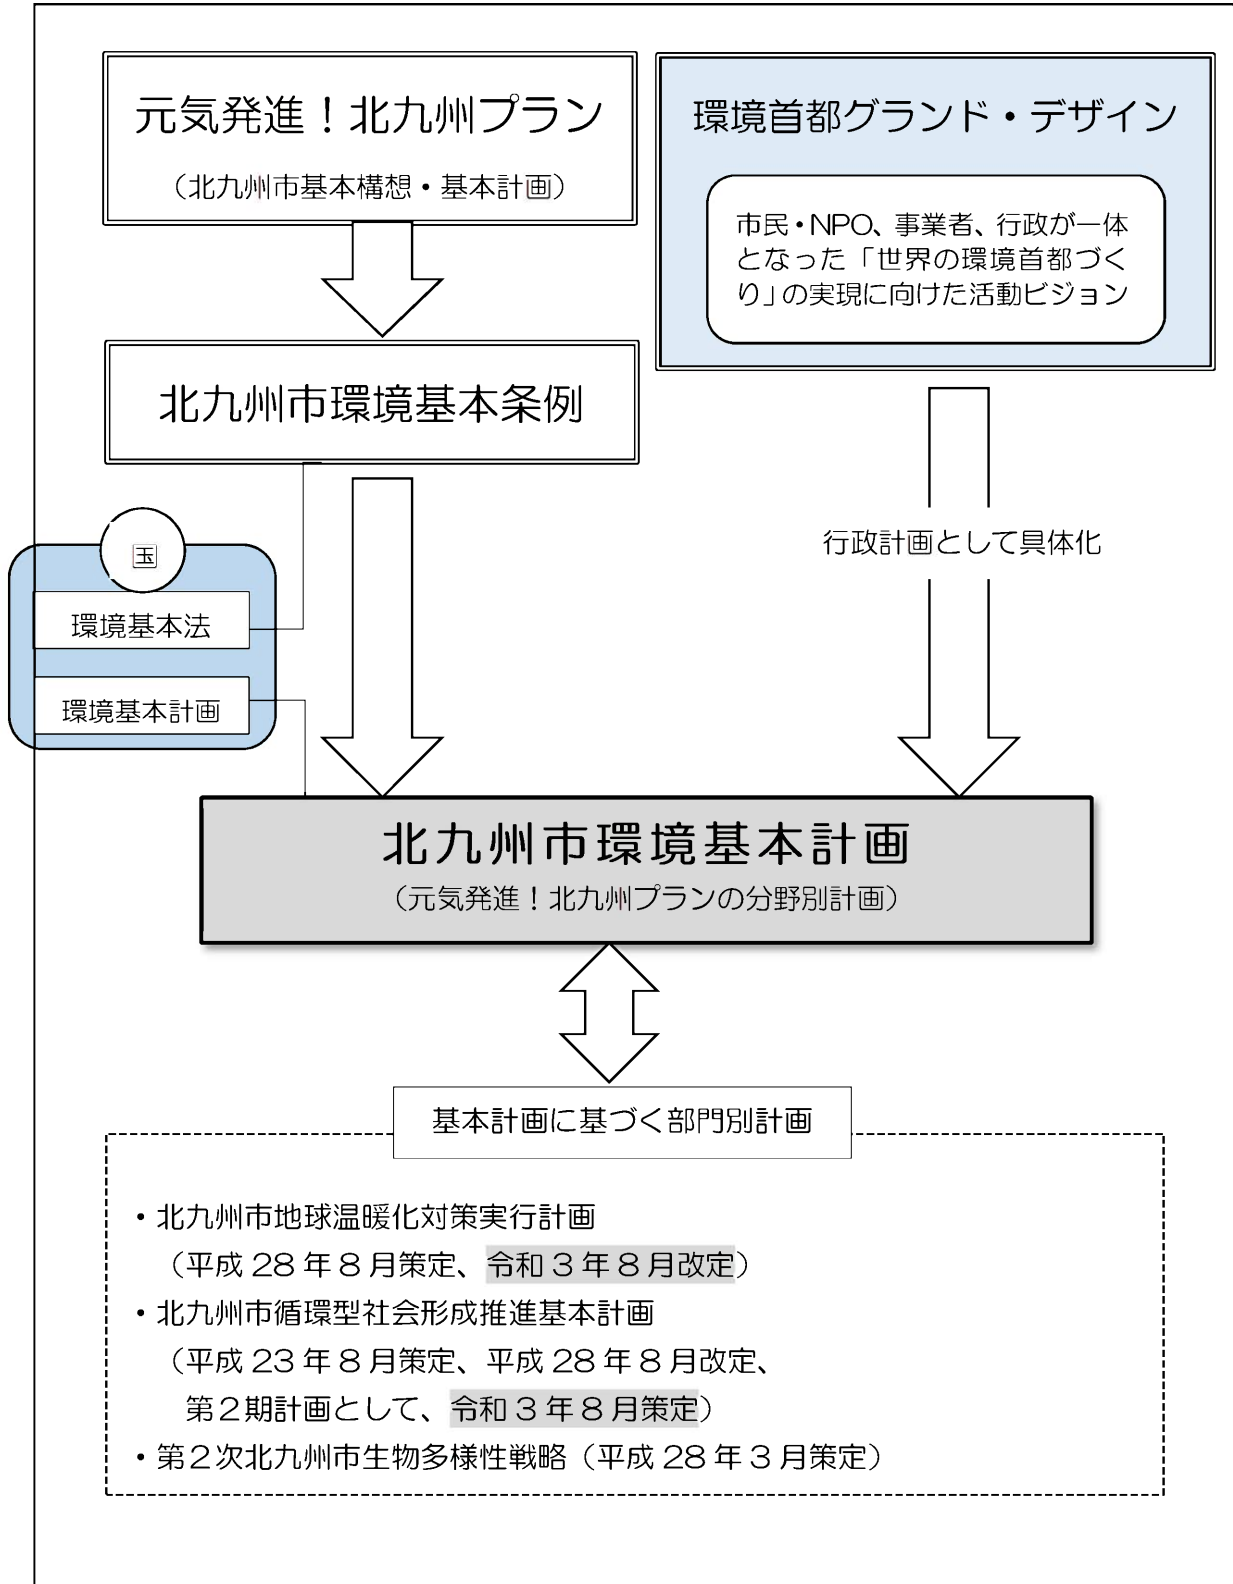 元気発進！北九州プラン
（北九州市基本構想・基本計画）
環境首都グランド・デザイン
市民・NPO、事業者、行政が一体
となった「世界の環境首都づく
り」の実現に向けた活動ビジョン
北九州市環境基本条例
国
環境基本法
環境基本計画
行政計画として具体化
北九州市環境基本計画
（元気発進！北九州プランの分野別計画）
基本計画に基づく部門別計画
・北九州市地球温暖化対策実行計画
（平成 28 年 8 月策定、令和 3 年 8 月改定）
・北九州市循環型社会形成推進基本計画
（平成 23 年 8 月策定、平成 28 年 8 月改定、
第２期計画として、令和 3 年 8 月策定）
・第２次北九州市生物多様性戦略（平成 28 年 3 月策定）